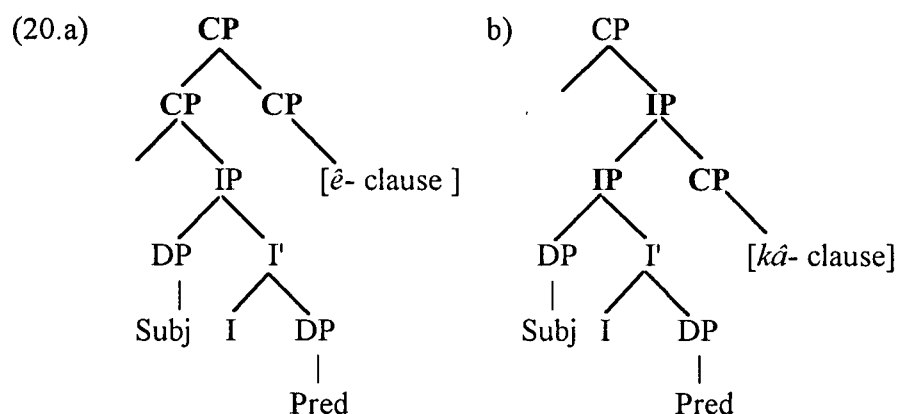 (20.a) CP b) CP
CP CP IP
IP [ê- clause ] IP CP
DP I' DP I' [kâ- clause]
Subj I DP Subj I DP
Pred Pred